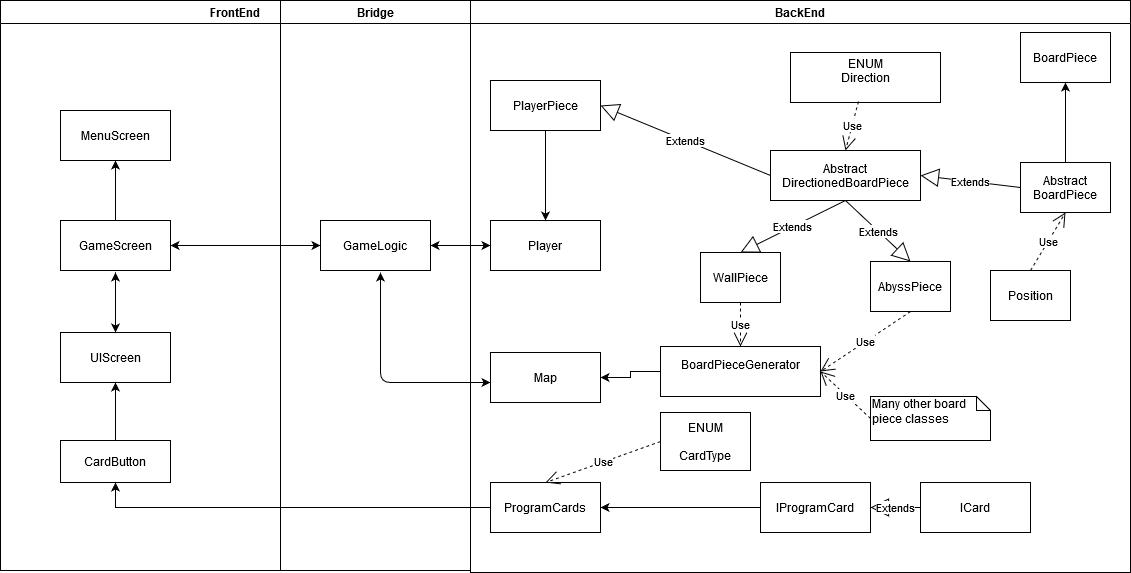 FrontEnd
Bridge
BackEnd
BoardPiece
ENUM
Direction
PlayerPiece
MenuScreen
Use
Extends
Abstract
DirectionedBoardPiece
Extends
Abstract
BoardPiece
Extends
Extends
Use
GameScreen
GameLogic
Player
WallPiece
AbyssPiece
Position
Use
Use
UIScreen
BoardPieceGenerator
Map
Use
Many other board
piece classes
ENUM
CardType
CardButton
Use
ProgramCards
IProgramCard
Extends
ICard